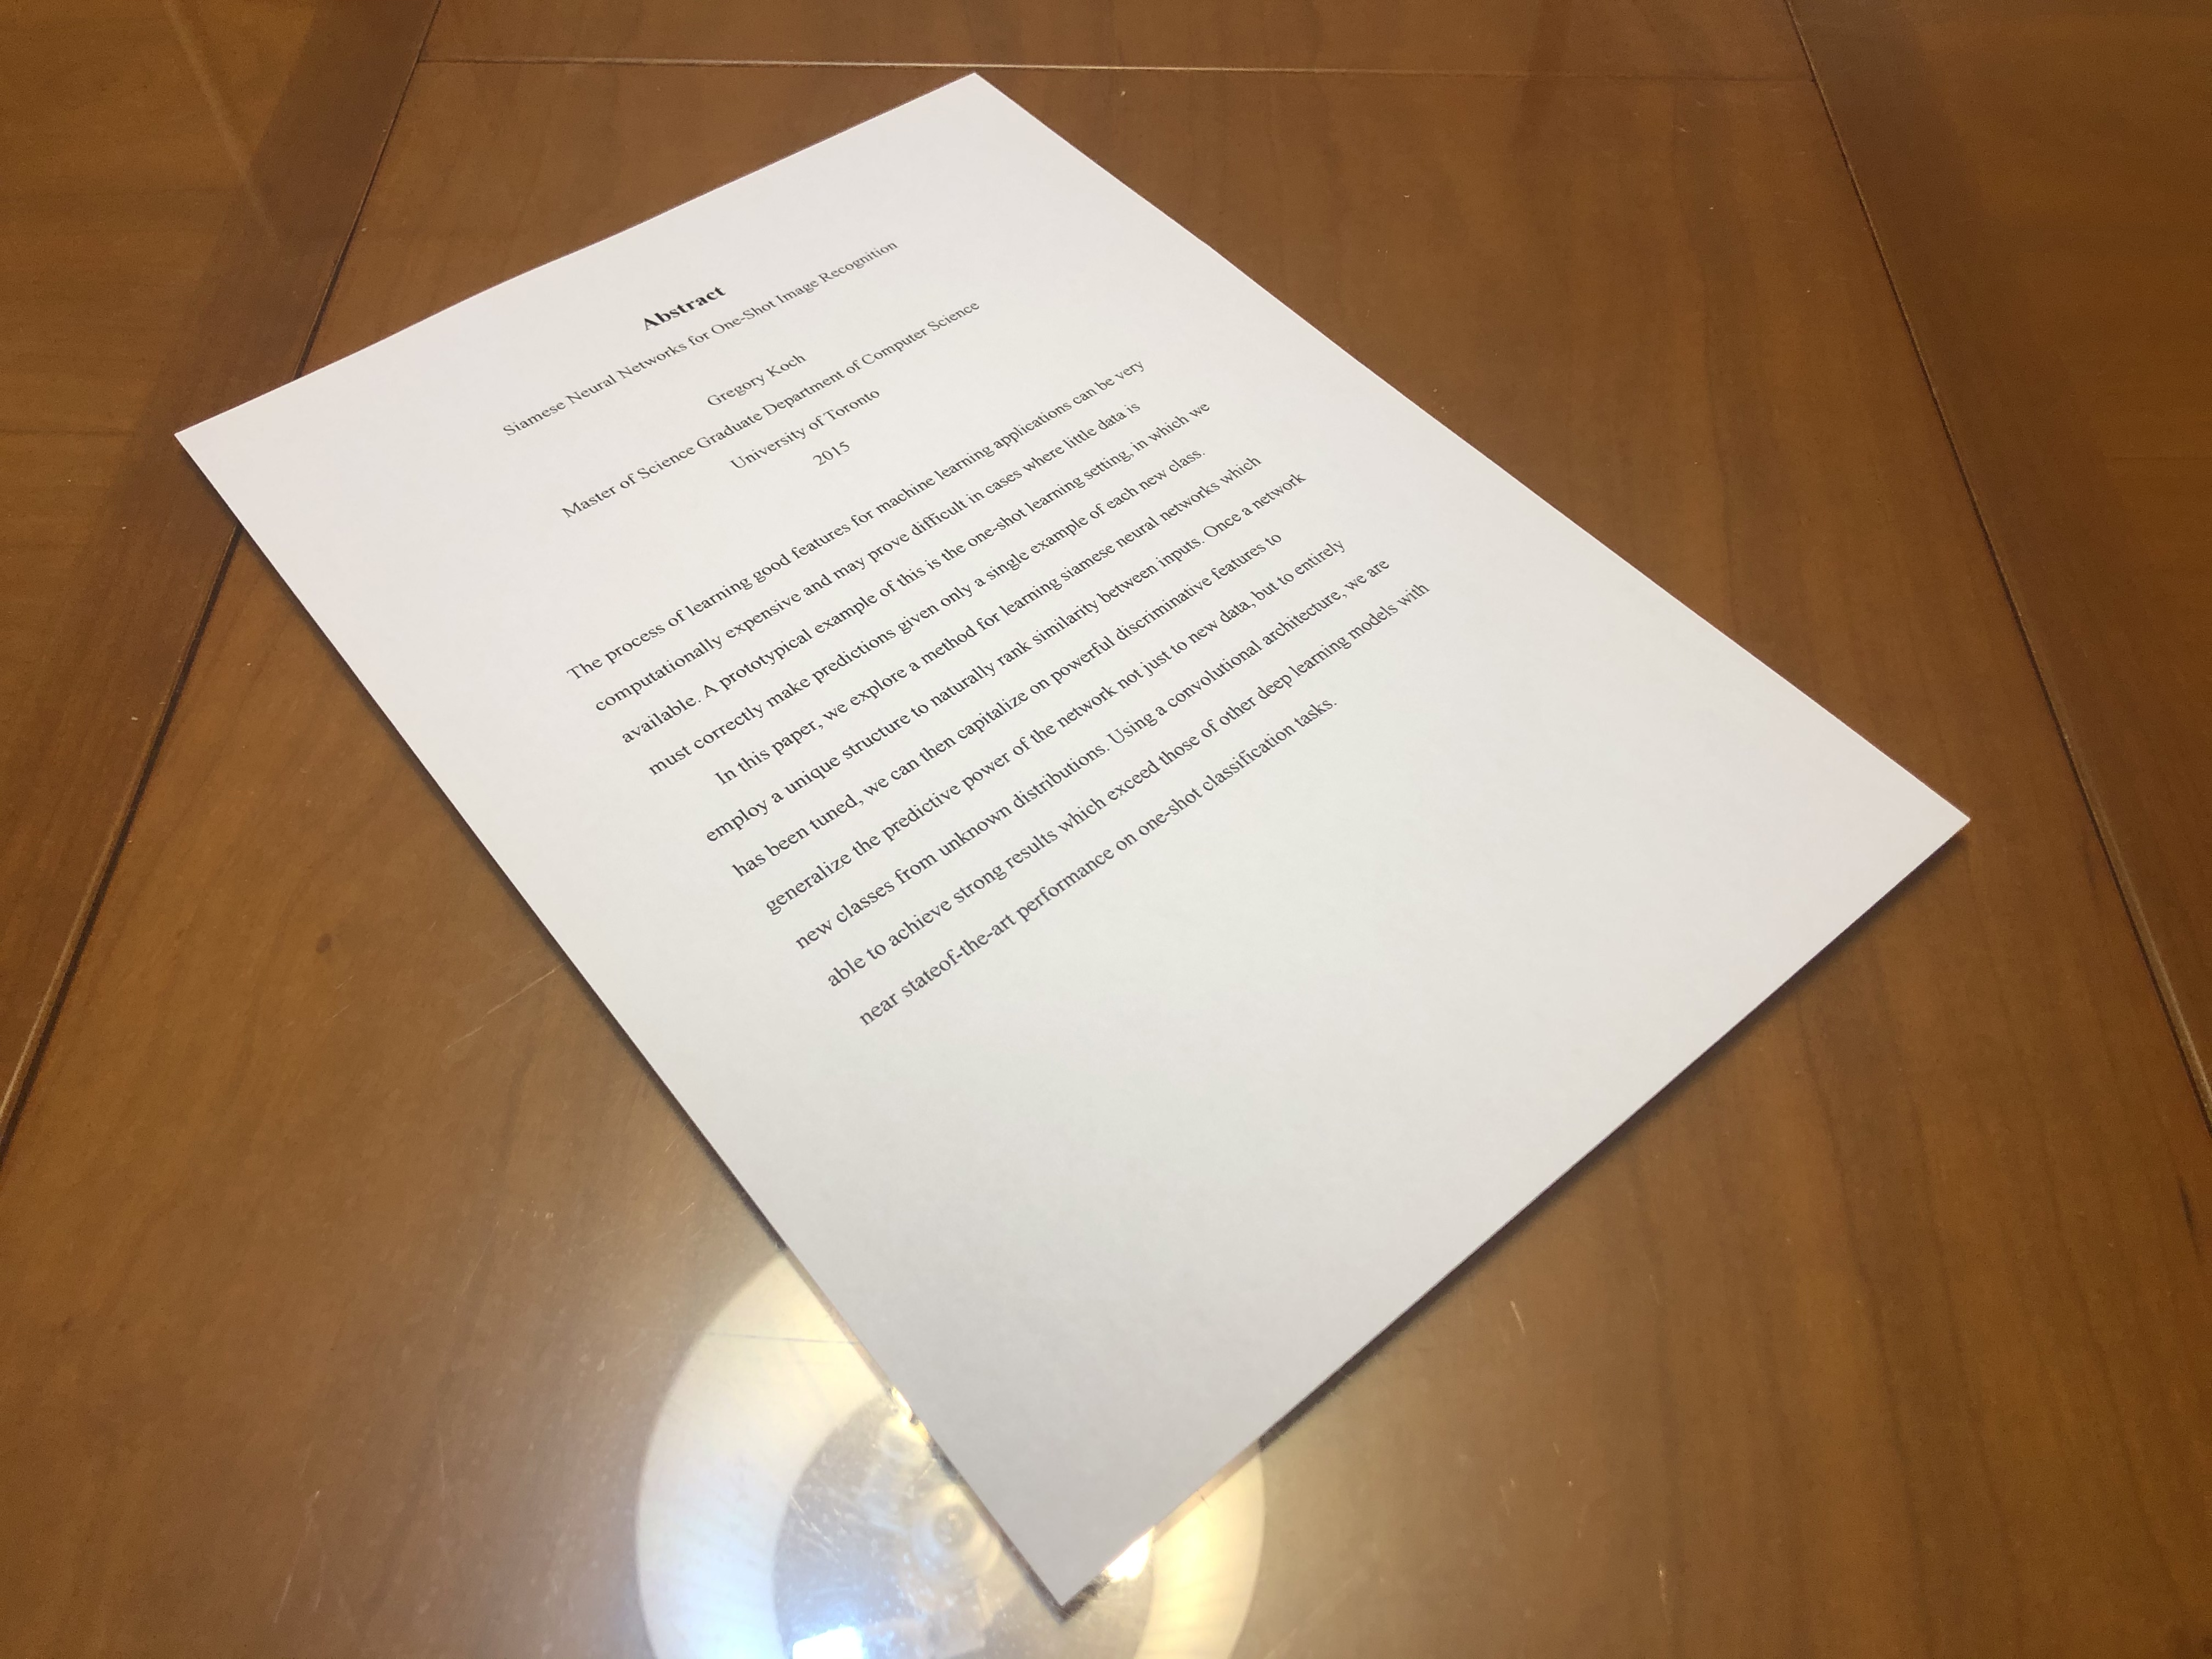 Abstract
Siamese Neural Networks for One-Shot Image Recognition
Gregory Koch
Master of Science Graduate Department of Computer Science
University of Toronto
2015
The process of learning good features for machine learning applications can be very
computationally expensive and may prove difficult in cases where little data is
available. A prototypical example of this is the one-shot learning setting, in which we
must correctly make predictions given only a single example of each new class.
In this paper, we explore a method for learning siamese neural networks which
employ a unique structure to naturally rank similarity between inputs. Once a network
has been tuned, we can then capitalize on powerful discriminative features to
generalize the predictive power of the network not just to new data, but to entirely
new classes from unknown distributions. Using a convolutional architecture, we are
able to achieve strong results which exceed those of other deep learning models with
near stateof-the-art performance on one-shot classification tasks.